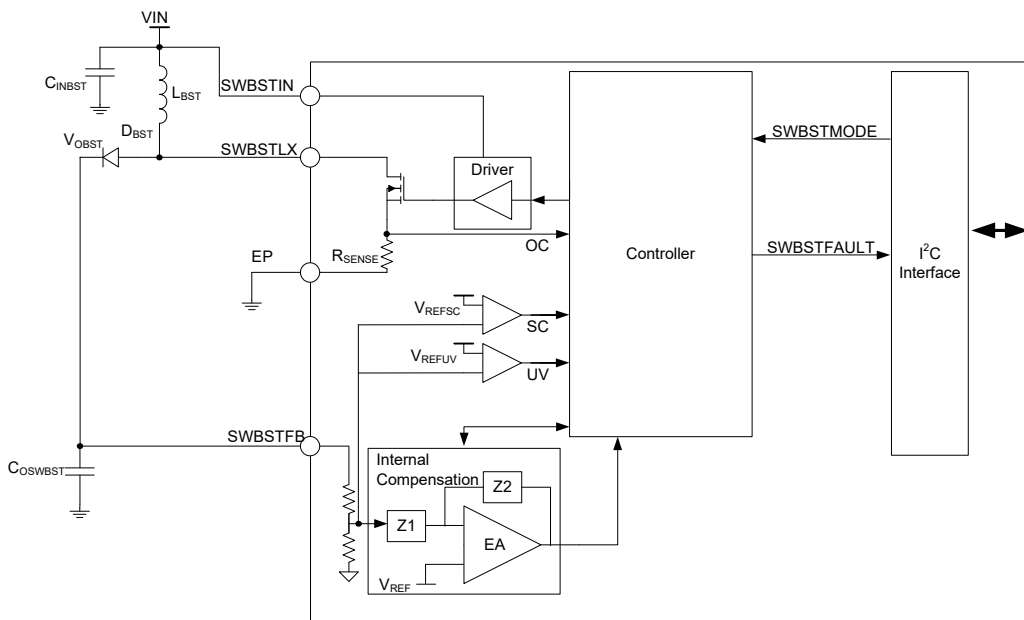 VIN
CINBST
SWBSTIN
LBST
DBST
VOBST
SWBSTLX
Driver
SWBSTMODE
OC
Controller
SWBSTFAULT
I2C
Interface
EP
RSENSE
VREFSC
SC
VREFUV
UV
SWBSTFB
COSWBST
Internal
Compensation
Z2
Z1
EA
VREF